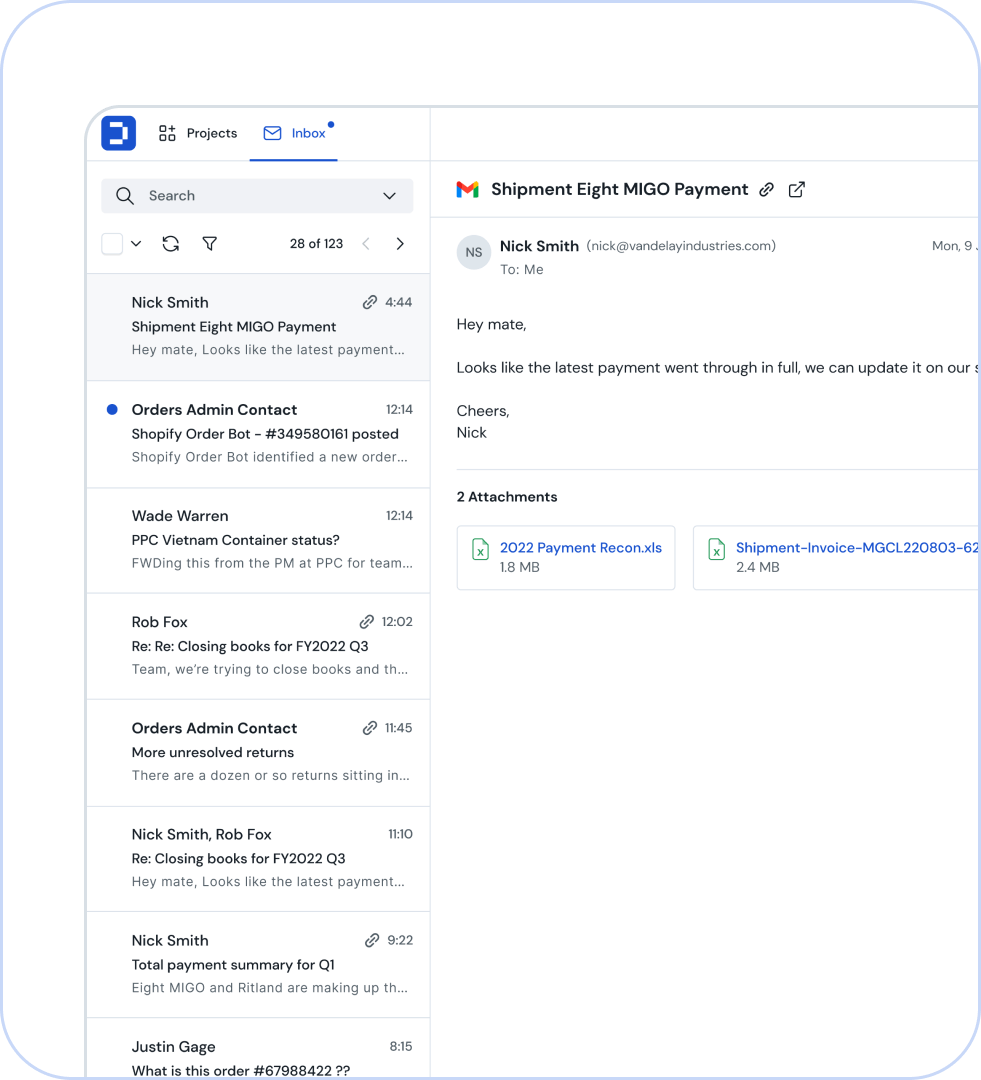 Projects
Inbox
Search
28 of 123
Nick Smith 4:44
Shipment Eight MIGO Payment
Hey mate, Looks like the latest payment...
Orders Admin Contact 12:14
Shopify Order Bot - #349580161 posted
Shopify Order Bot identified a new order...
Wade Warren 12:14
PPC Vietnam Container status?
FWDing this from the PM at PPC for team...
Rob Fox 12:02
Re: Re: Closing books for FY2022 Q3
Team, we’re trying to close books and th...
Orders Admin Contact 11:45
More unresolved returns
There are a dozen or so returns sitting in...
Nick Smith, Rob Fox 11:10
Re: Closing books for FY2022 Q3
Hey mate, Looks like the latest payment...
Nick Smith 9:22
Total payment summary for Q1
Eight MIGO and Ritland are making up th...
Justin Gage 8:15
What is this order #67988422 ??
Shipment Eight MIGO Payment
NS
Nick Smith (nick@vandelayindustries.com) Mon, 9
To: Me
Hey mate,
Looks like the latest payment went through in full, we can update it on our
Cheers,
Nick
2 Attachments
2022 Payment Recon.xls
1.8 MB
Shipment-Invoice-MGCL220803-62
2.4 MB